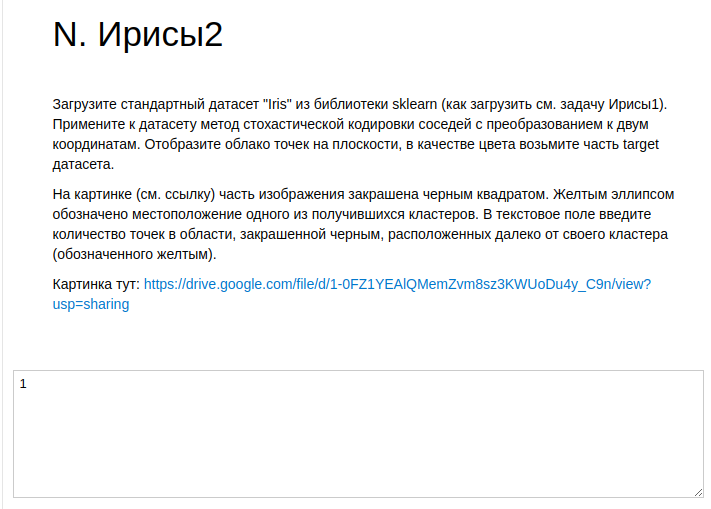 N. Ирисы2
Загрузите стандартный датасет "Iris" из библиотеки sklearn (как загрузить см. задачу Ирисы1).
Примените к датасету метод стохастической кодировки соседей с преобразованием к двум
координатам. Отобразите облако точек на плоскости, в качестве цвета возьмите часть target
датасета.
На картинке (см. ссылку) часть изображения закрашена черным квадратом. Желтым эллипсом
обозначено местоположение одного из получившихся кластеров. В текстовое поле введите
количество точек в области, закрашенной черным, расположенных далеко от своего кластера
(обозначенного желтым).
Картинка тут: https://drive.google.com/file/d/1-0FZ1YEAlQMemZvm8sz3KWUoDu4y_C9n/view?
usp=sharing
1